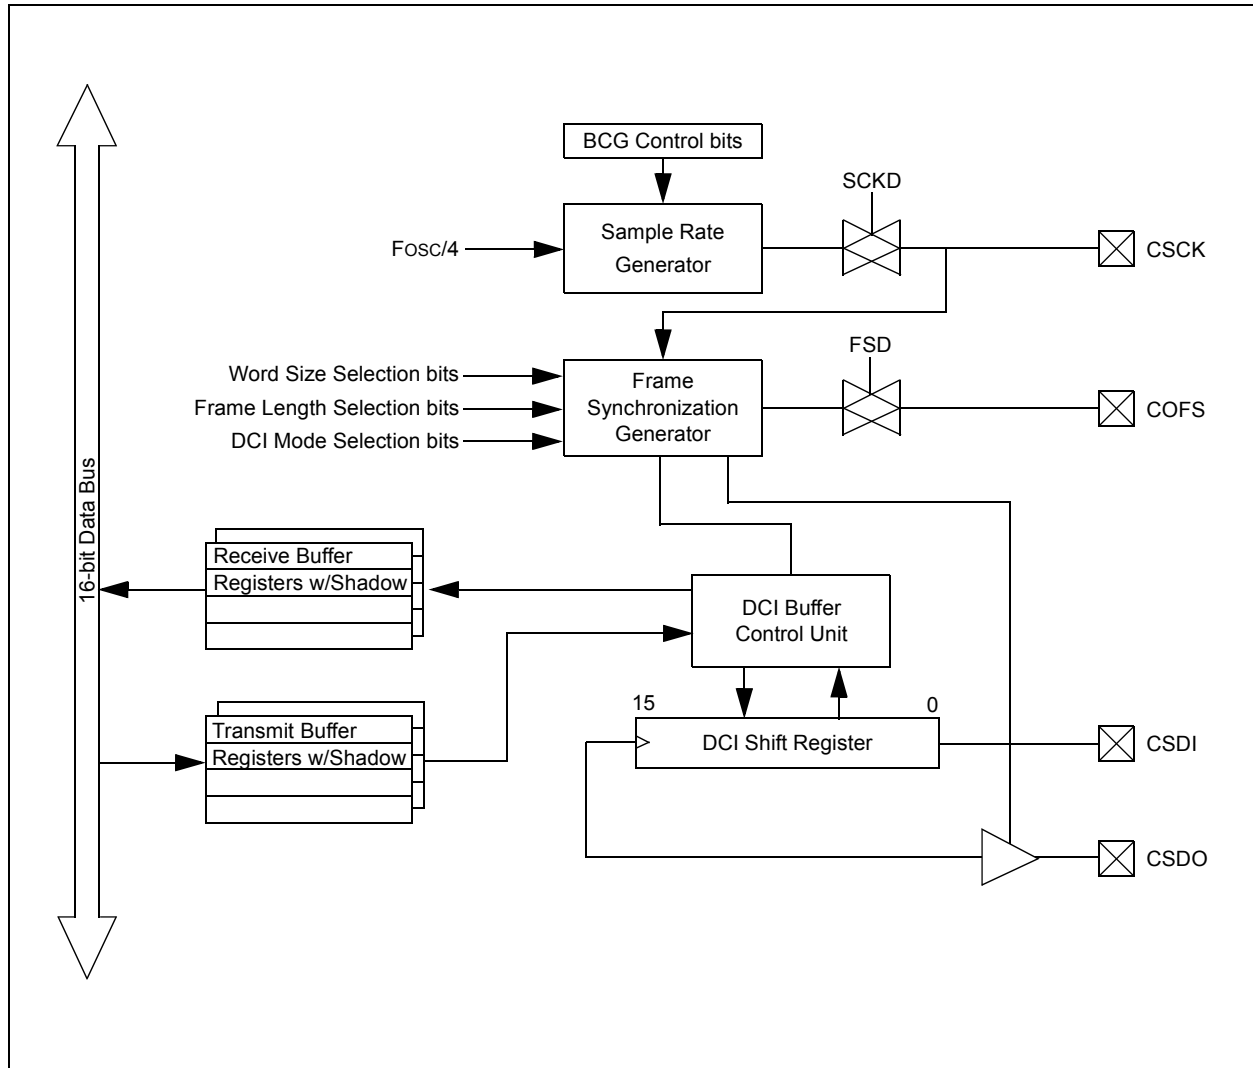 BCG Control bits
SCKD
Sample Rate
Generator
FOSC/4
CSCK
FSD
Word Size Selection bits
Frame Length Selection bits
DCI Mode Selection bits
Frame
Synchronization
Generator
COFS
16-bit Data Bus
Receive Buffer
Registers w/Shadow
DCI Buffer
Control Unit
Transmit Buffer
Registers w/Shadow
15
0
DCI Shift Register
CSDI
CSDO